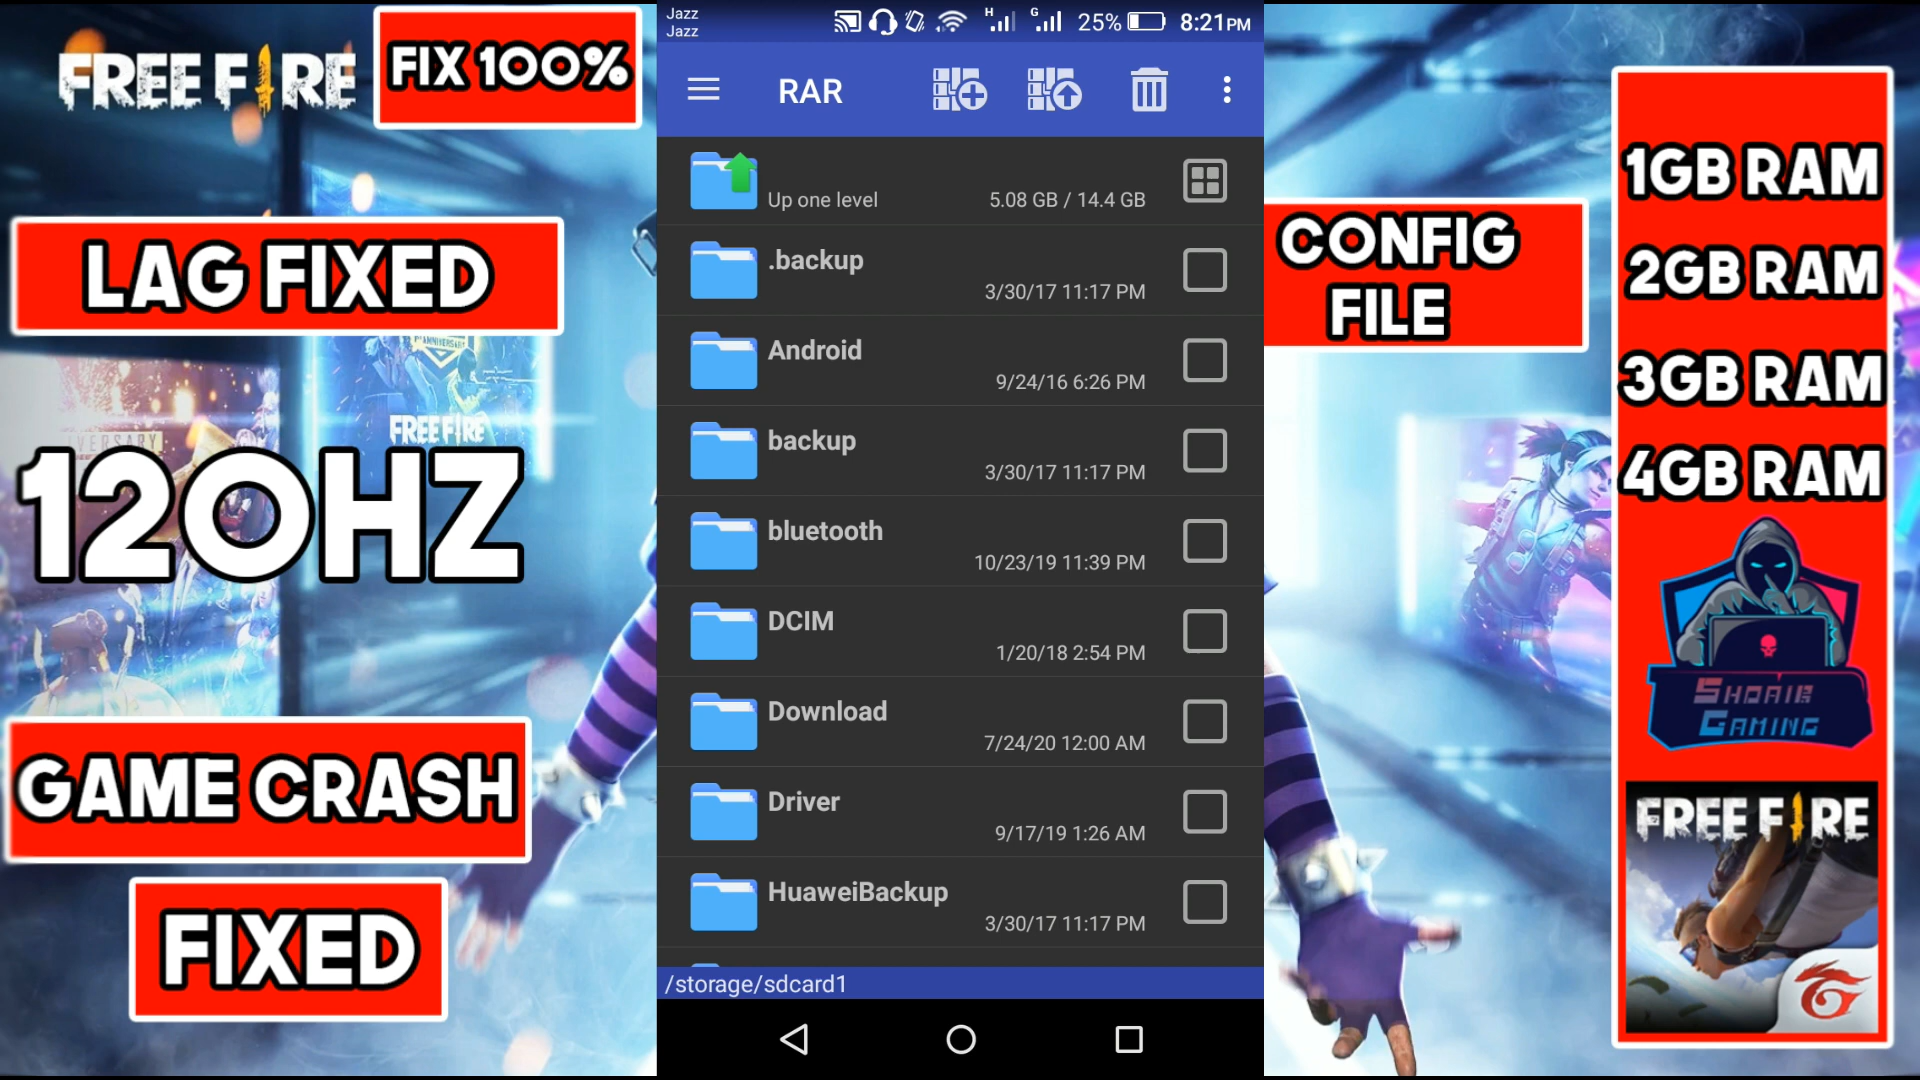 FREE FIRE
FIX 100%
LAG FIXED
FREE FIRE
120HZ
GAME CRASH
FIXED
Jazz
Jazz
H
G
25%
8:21PM
RAR
Up one level
5.08 GB / 14.4 GB
.backup
3/30/17 11:17 PM
Android
9/24/16 6:26 PM
backup
3/30/17 11:17 PM
bluetooth
10/23/19 11:39 PM
DCIM
1/20/18 2:54 PM
Download
7/24/20 12:00 AM
Driver
9/17/19 1:26 AM
HuaweiBackup
3/30/17 11:17 PM
/storage/sdcard1
CONFIG
FILE
1GB RAM
2GB RAM
3GB RAM
4GB RAM
SHOAIB
GAMING
FREE FIRE